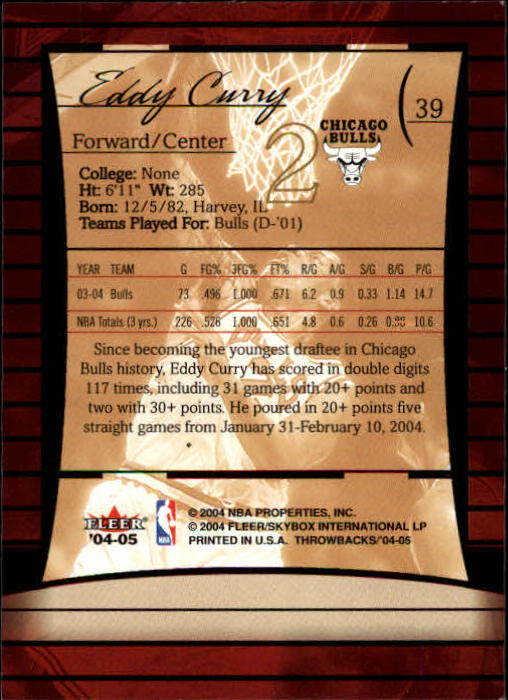 Eddy Curry
39
Forward/Center
2
CHICAGO
BULLS
College: None
Ht: 6'11" Wt: 285
Born: 12/5/82, Harvey, IL
Teams Played For: Bulls (D-'01)
YEAR TEAM G FG% 3FG% FT% R/G A/G S/G B/G P/G
03-04 Bulls 73 .496 1.000 .671 6.2 0.9 0.33 1.14 14.7
NBA Totals (3 yrs.) 226 .526 1.000 .651 4.8 0.6 0.26 10.6
Since becoming the youngest draftee in Chicago
Bulls history, Eddy Curry has scored in double digits
117 times, including 31 games with 20+ points and
two with 30+ points. He poured in 20+ points five
straight games from January 31-February 10, 2004.
FLEER
'04-05
NBA
© 2004 NBA PROPERTIES, INC.
© 2004 FLEER/SKYBOX INTERNATIONAL LP
PRINTED IN U.S.A. THROWBACKS/'04-05